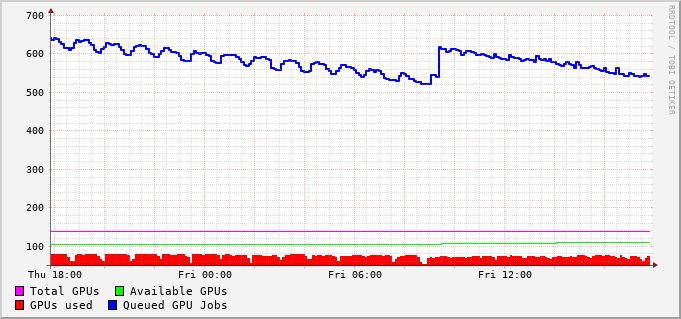 700
600
500
400
300
200
100
Thu 18:00 Fri 00:00 Fri 06:00 Fri 12:00
Total GPUs Available GPUs
GPUs used Queued GPU Jobs
RRDTOOL / TOBI OETIKER